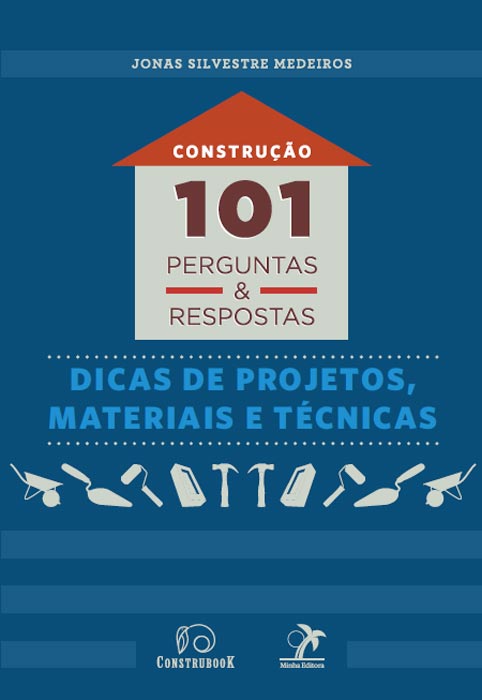 JONAS SILVESTRE MEDEIROS
CONSTRUÇÃO
101
PERGUNTAS
&
RESPOSTAS
DICAS DE PROJETOS,
MATERIAIS E TÉCNICAS
CONSTRUBOOK
Minha Editora